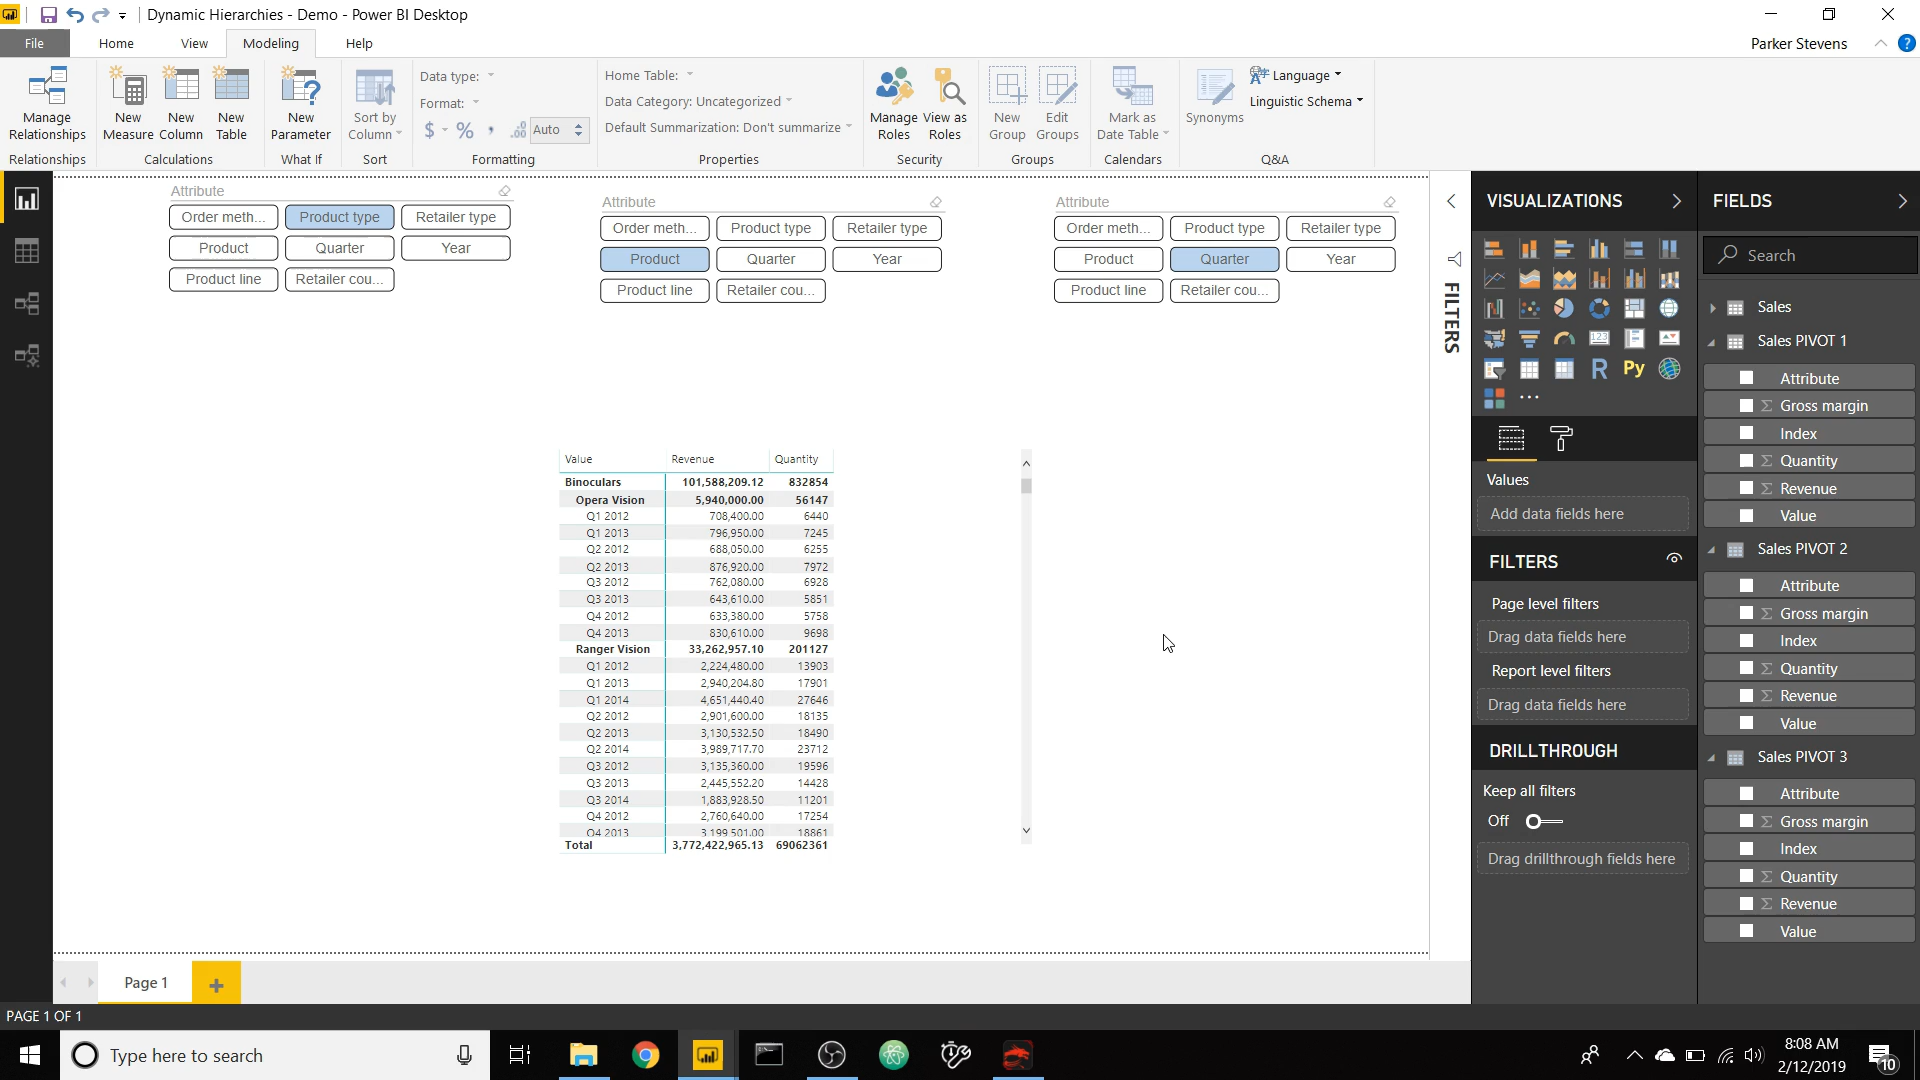 Dynamic Hierarchies - Demo - Power BI Desktop
File Home View Modeling Help Parker Stevens ?
Manage Relationships
New Measure
New Column
New Table
New Parameter
Sort by Column
Data type:
Format:
$ % , .00 Auto
Home Table:
Data Category: Uncategorized
Default Summarization: Don't summarize
Manage Roles
View as Roles
New Group
Edit Groups
Mark as Date Table
Synonyms
Language
Linguistic Schema
Relationships Calculations What If Sort Formatting Properties Security Groups Calendars Q&A
Attribute
Order meth... Product type Retailer type
Product Quarter Year
Product line Retailer cou...
Attribute
Order meth... Product type Retailer type
Product Quarter Year
Product line Retailer cou...
Attribute
Order meth... Product type Retailer type
Product Quarter Year
Product line Retailer cou...
Value Revenue Quantity
Binoculars 101,588,209.12 832854
Opera Vision 5,940,000.00 56147
Q1 2012 708,400.00 6440
Q1 2013 796,950.00 7245
Q2 2012 688,050.00 6255
Q2 2013 876,920.00 7972
Q3 2012 762,080.00 6928
Q3 2013 643,610.00 5851
Q4 2012 633,380.00 5758
Q4 2013 830,610.00 9698
Ranger Vision 33,262,957.10 201127
Q1 2012 2,224,480.00 13903
Q1 2013 2,940,204.80 17901
Q1 2014 4,651,440.40 27646
Q2 2012 2,901,600.00 18135
Q2 2013 3,130,532.50 18490
Q2 2014 3,989,717.70 23712
Q3 2012 3,135,360.00 19596
Q3 2013 2,445,552.20 14428
Q3 2014 1,883,928.50 11201
Q4 2012 2,760,640.00 17254
Q4 2013 3,199,501.00 18861
Total 3,772,422,965.13 69062361
FILTERS
VISUALIZATIONS
123
R Py
...
Values
Add data fields here
FILTERS
Page level filters
Drag data fields here
Report level filters
Drag data fields here
DRILLTHROUGH
Keep all filters
Off
Drag drillthrough fields here
FIELDS
Search
Sales
Sales PIVOT 1
Attribute
Σ Gross margin
Index
Σ Quantity
Σ Revenue
Value
Sales PIVOT 2
Attribute
Σ Gross margin
Index
Σ Quantity
Σ Revenue
Value
Sales PIVOT 3
Attribute
Σ Gross margin
Index
Σ Quantity
Σ Revenue
Value
Page 1 +
PAGE 1 OF 1
Type here to search
8:08 AM
2/12/2019
10